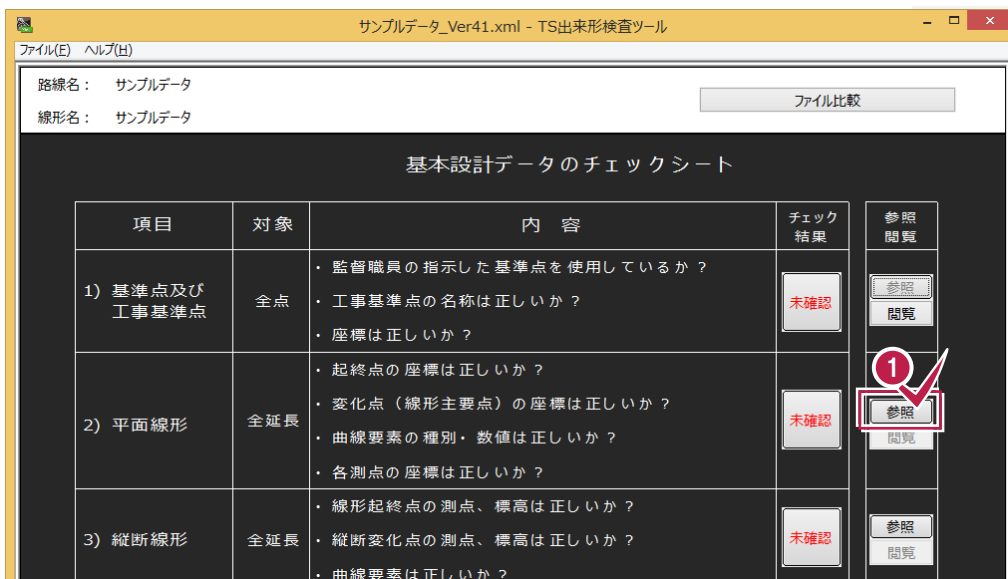 サンプルデータ_Ver41.xml - TS出来形検査ツール
ファイル(F) ヘルプ(H)
路線名： サンプルデータ
ファイル比較
線形名： サンプルデータ
基本設計データのチェックシート
項目 対象 内 容 チェック結果 参照閲覧
1) 基準点及び工事基準点
全点
・ 監督職員の指示した基準点を使用しているか？
・ 工事基準点の名称は正しいか？
・ 座標は正しいか？
未確認
参照
閲覧
2) 平面線形
全延長
・ 起終点の座標は正しいか？
・ 変化点（線形主要点）の座標は正しいか？
・ 曲線要素の種別・数値は正しいか？
・ 各測点の座標は正しいか？
未確認
1
参照
閲覧
3) 縦断線形
全延長
・ 線形起終点の測点、標高は正しいか？
・ 縦断変化点の測点、標高は正しいか？
・ 曲線要素は正しいか？
未確認
参照
閲覧